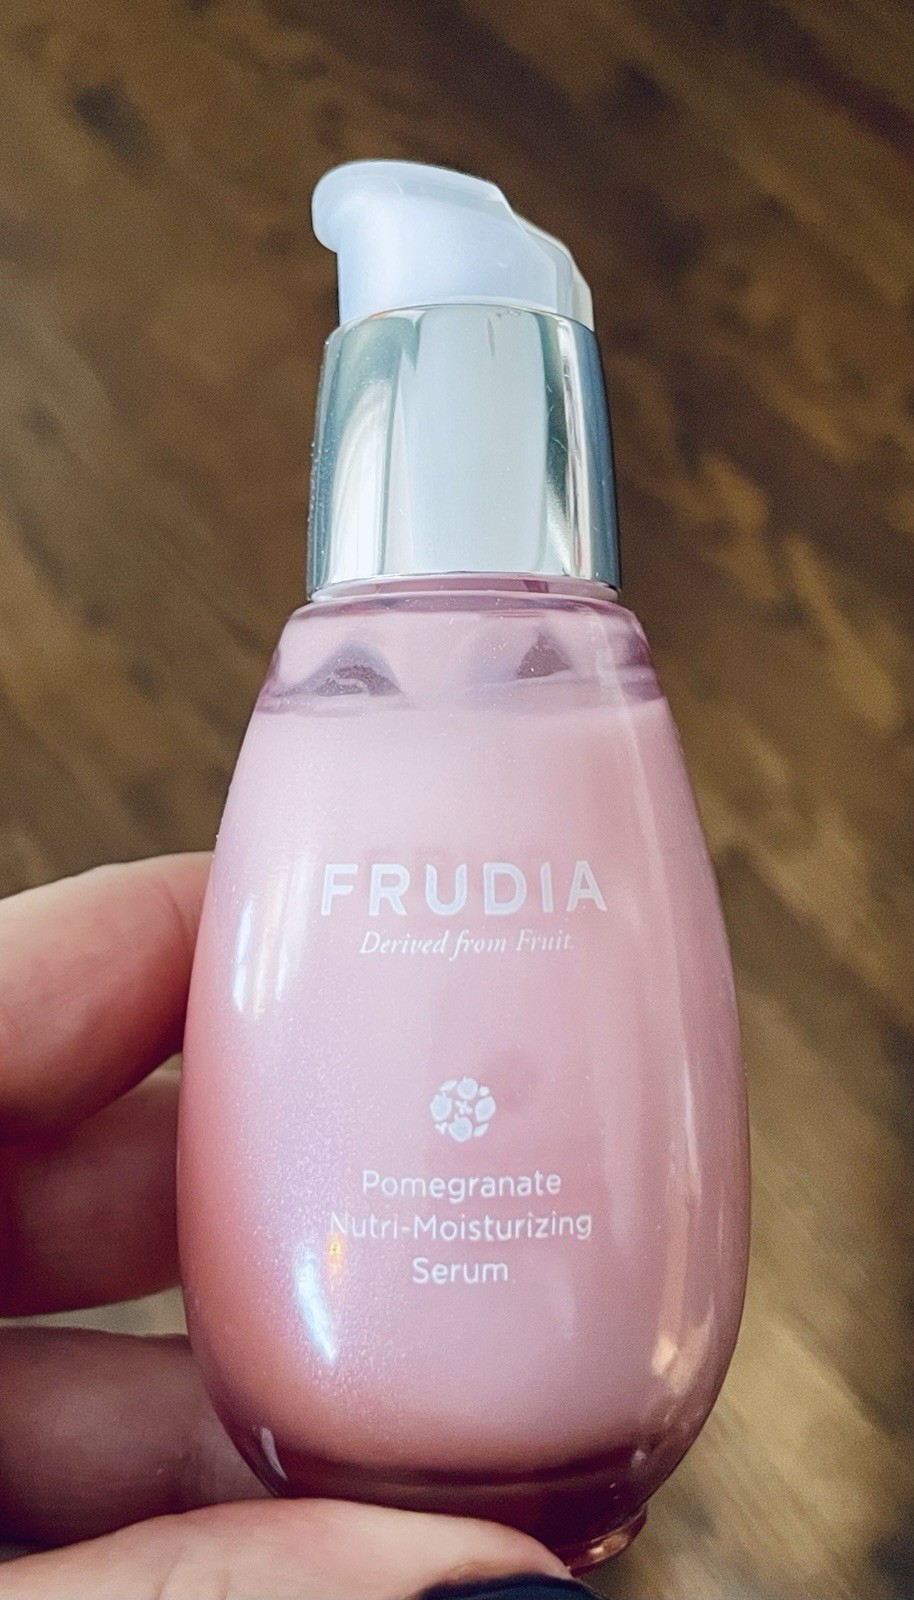 FRUDIA
Derived from Fruit.
Pomegranate
Nutri-Moisturizing
Serum